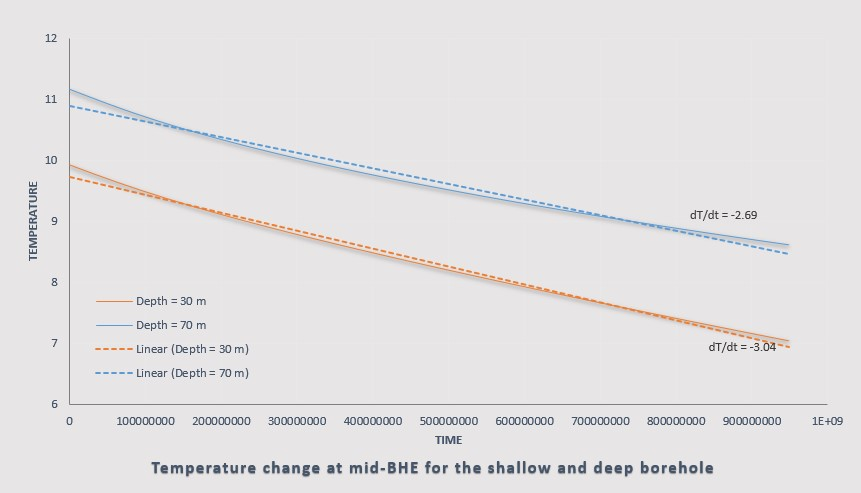 12
11
10
9
8
7
6
TEMPERATURE
dT/dt = -2.69
dT/dt = -3.04
Depth = 30 m
Depth = 70 m
Linear (Depth = 30 m)
Linear (Depth = 70 m)
0 100000000 200000000 300000000 400000000 500000000 600000000 700000000 800000000 900000000 1E+09
TIME
Temperature change at mid-BHE for the shallow and deep borehole